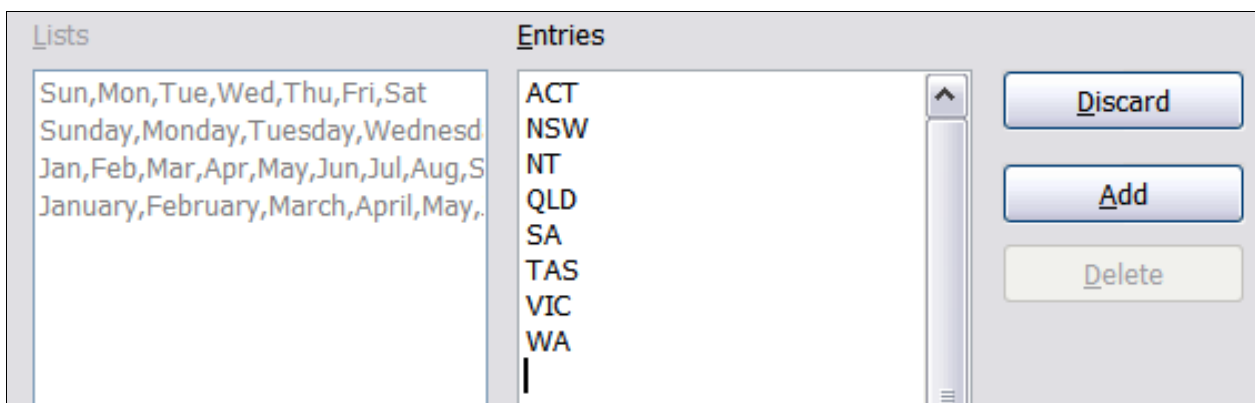 Lists
Sun,Mon,Tue,Wed,Thu,Fri,Sat
Sunday,Monday,Tuesday,Wednesd
Jan,Feb,Mar,Apr,May,Jun,Jul,Aug,S
January,February,March,April,May,.
Entries
ACT
NSW
NT
QLD
SA
TAS
VIC
WA
Discard
Add
Delete